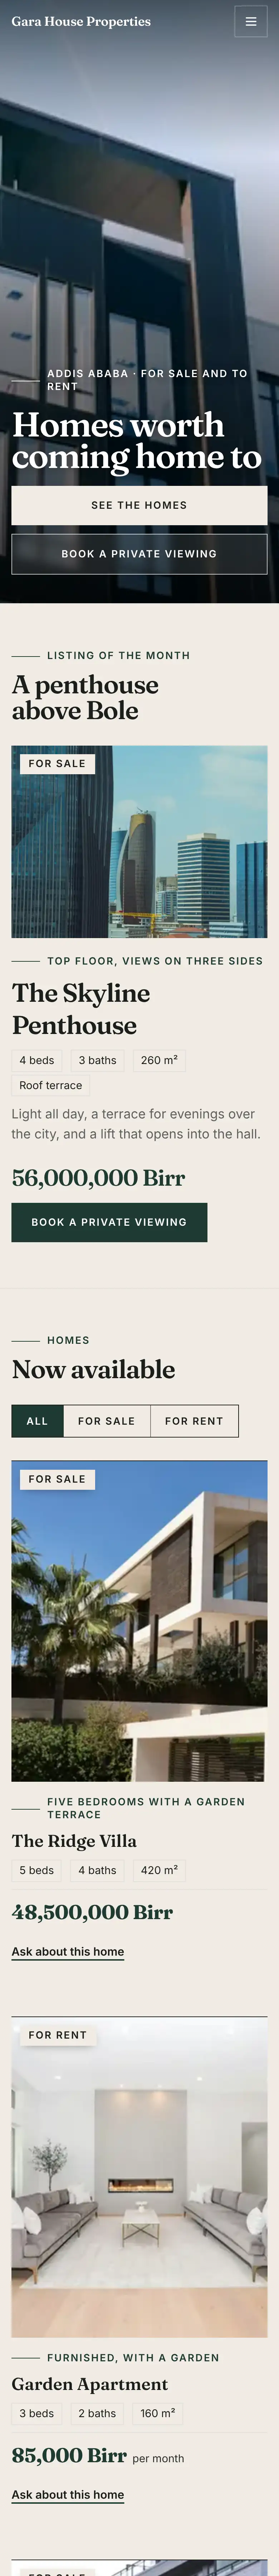 Gara House Properties
ADDIS ABABA · FOR SALE AND TO
RENT
Homes worth
coming home to
SEE THE HOMES
BOOK A PRIVATE VIEWING
LISTING OF THE MONTH
A penthouse
above Bole
FOR SALE
TOP FLOOR, VIEWS ON THREE SIDES
The Skyline
Penthouse
4 beds 3 baths 260 m²
Roof terrace
Light all day, a terrace for evenings over
the city, and a lift that opens into the hall.
56,000,000 Birr
BOOK A PRIVATE VIEWING
HOMES
Now available
ALL FOR SALE FOR RENT
FOR SALE
FIVE BEDROOMS WITH A GARDEN
TERRACE
The Ridge Villa
5 beds 4 baths 420 m²
48,500,000 Birr
Ask about this home
FOR RENT
FURNISHED, WITH A GARDEN
Garden Apartment
3 beds 2 baths 160 m²
85,000 Birr per month
Ask about this home
FOR SALE